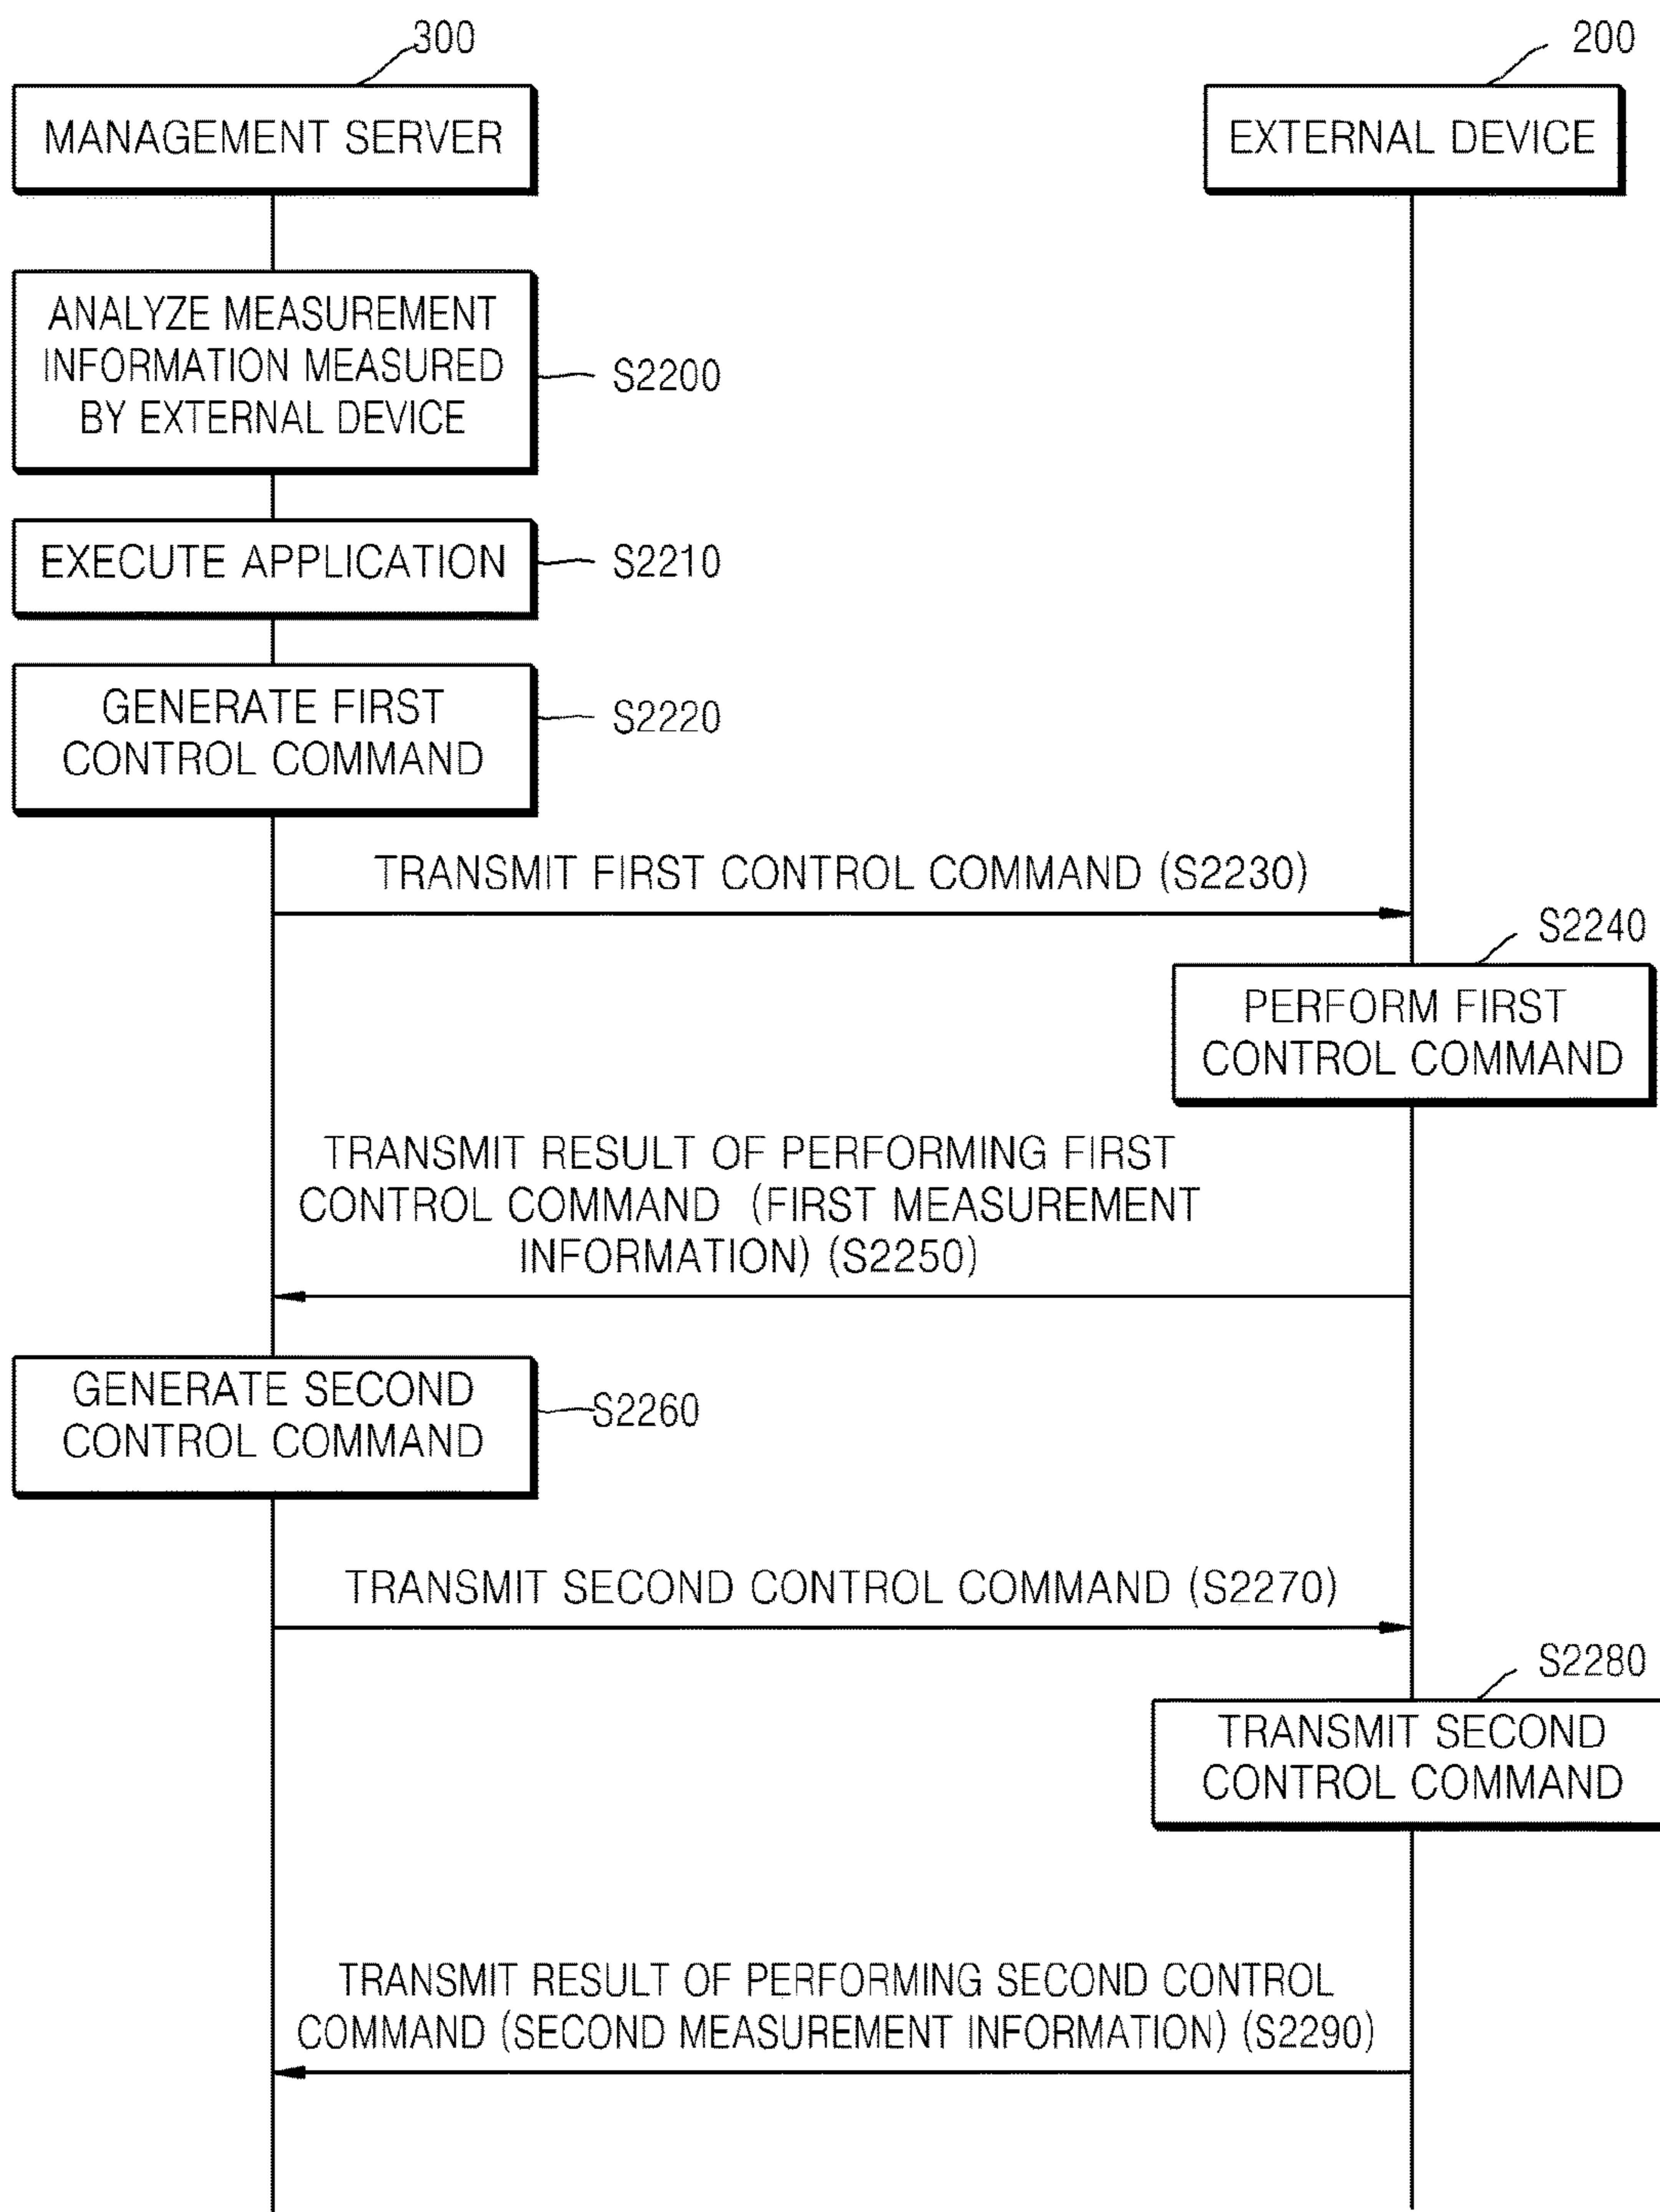 300
200
MANAGEMENT SERVER
EXTERNAL DEVICE
ANALYZE MEASUREMENT
INFORMATION MEASURED
BY EXTERNAL DEVICE
S2200
EXECUTE APPLICATION
S2210
GENERATE FIRST
CONTROL COMMAND
S2220
TRANSMIT FIRST CONTROL COMMAND (S2230)
S2240
PERFORM FIRST
CONTROL COMMAND
TRANSMIT RESULT OF PERFORMING FIRST
CONTROL COMMAND (FIRST MEASUREMENT
INFORMATION) (S2250)
GENERATE SECOND
CONTROL COMMAND
S2260
TRANSMIT SECOND CONTROL COMMAND (S2270)
S2280
TRANSMIT SECOND
CONTROL COMMAND
TRANSMIT RESULT OF PERFORMING SECOND CONTROL
COMMAND (SECOND MEASUREMENT INFORMATION) (S2290)